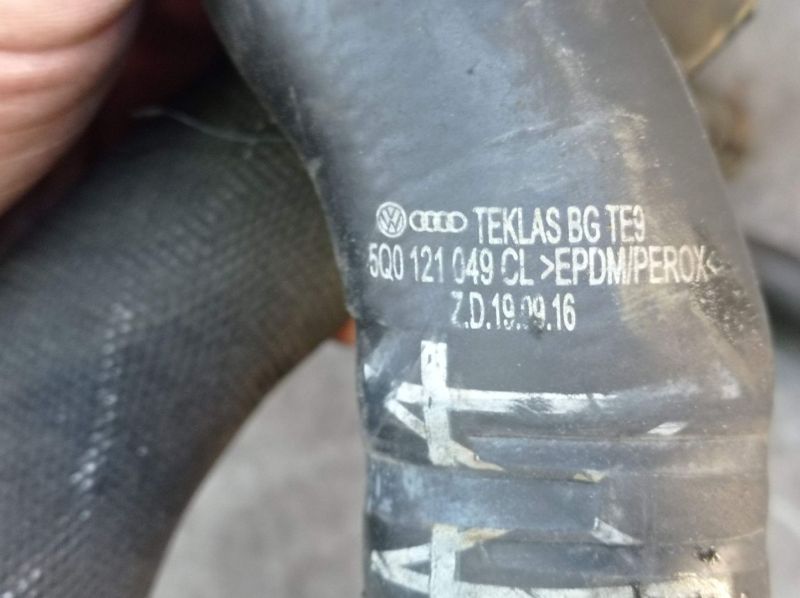 TEKLAS BG TE9
5Q0 121 049 CL >EPDM/PEROX<
Z.D.19.09.16